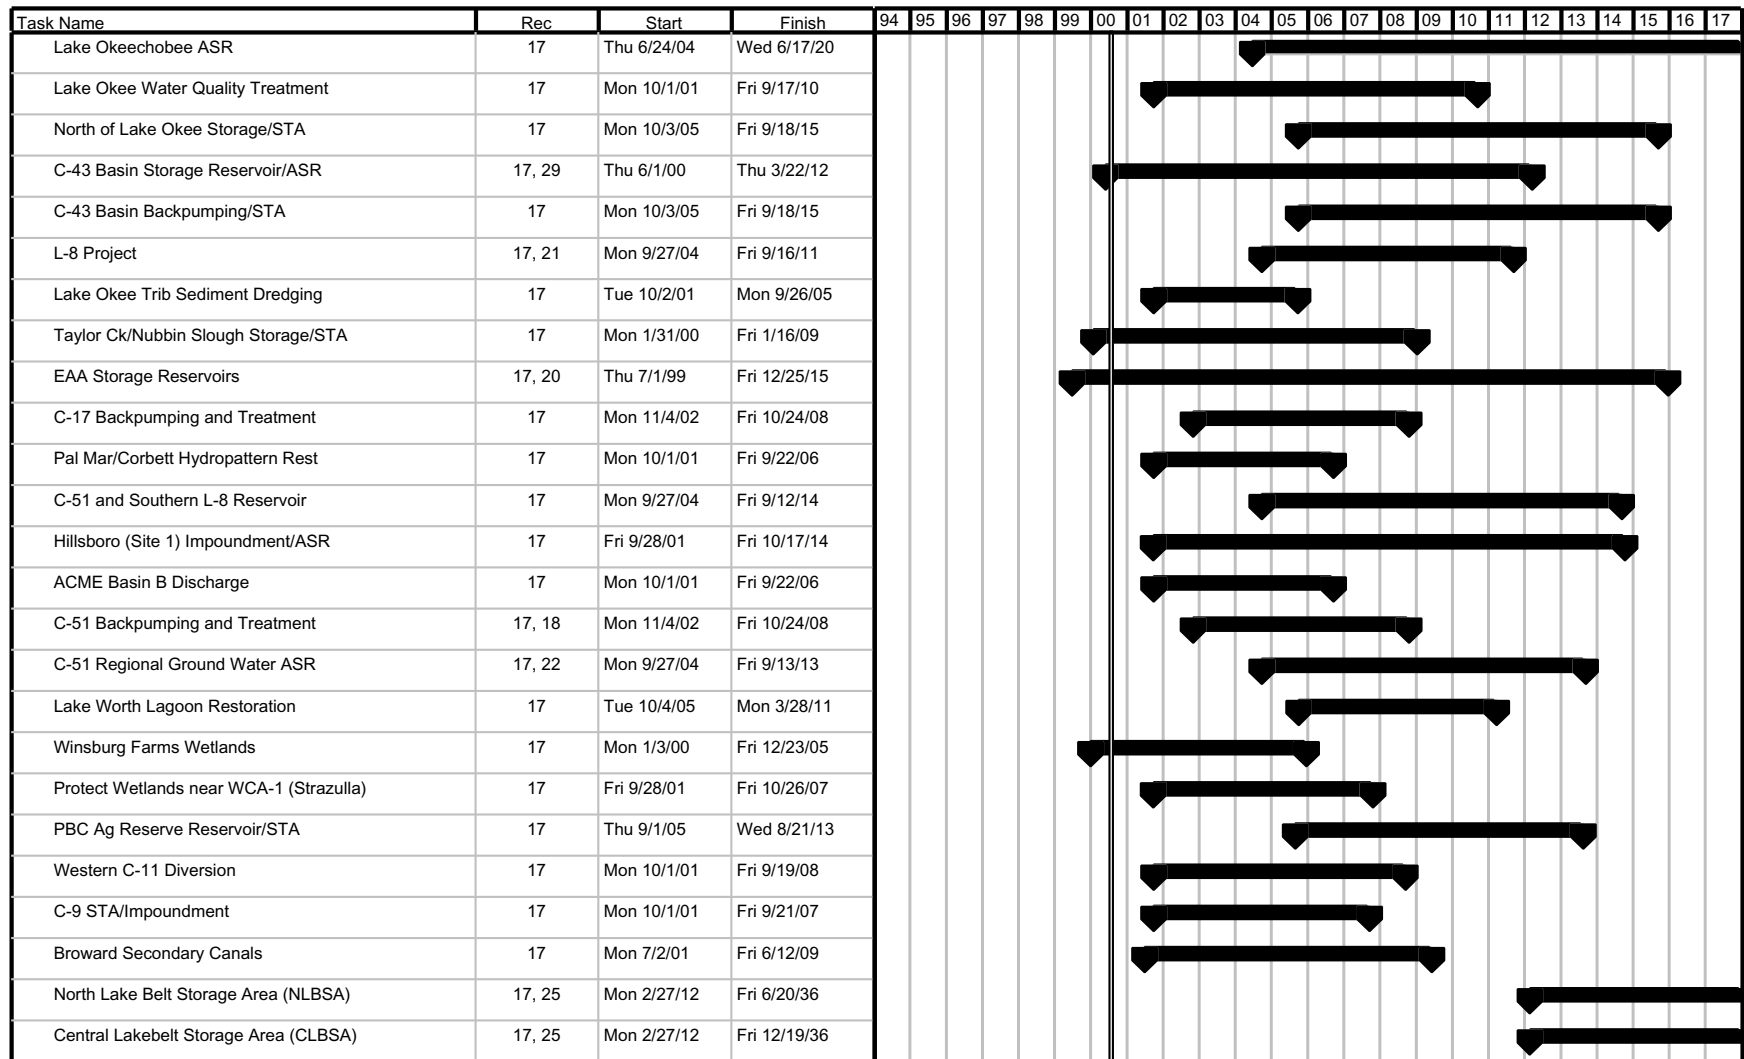 Task Name Rec Start Finish 94 95 96 97 98 99 00 01 02 03 04 05 06 07 08 09 10 11 12 13 14 15 16 17
Lake Okeechobee ASR 17 Thu 6/24/04 Wed 6/17/20
Lake Okee Water Quality Treatment 17 Mon 10/1/01 Fri 9/17/10
North of Lake Okee Storage/STA 17 Mon 10/3/05 Fri 9/18/15
C-43 Basin Storage Reservoir/ASR 17, 29 Thu 6/1/00 Thu 3/22/12
C-43 Basin Backpumping/STA 17 Mon 10/3/05 Fri 9/18/15
L-8 Project 17, 21 Mon 9/27/04 Fri 9/16/11
Lake Okee Trib Sediment Dredging 17 Tue 10/2/01 Mon 9/26/05
Taylor Ck/Nubbin Slough Storage/STA 17 Mon 1/31/00 Fri 1/16/09
EAA Storage Reservoirs 17, 20 Thu 7/1/99 Fri 12/25/15
C-17 Backpumping and Treatment 17 Mon 11/4/02 Fri 10/24/08
Pal Mar/Corbett Hydropattern Rest 17 Mon 10/1/01 Fri 9/22/06
C-51 and Southern L-8 Reservoir 17 Mon 9/27/04 Fri 9/12/14
Hillsboro (Site 1) Impoundment/ASR 17 Fri 9/28/01 Fri 10/17/14
ACME Basin B Discharge 17 Mon 10/1/01 Fri 9/22/06
C-51 Backpumping and Treatment 17, 18 Mon 11/4/02 Fri 10/24/08
C-51 Regional Ground Water ASR 17, 22 Mon 9/27/04 Fri 9/13/13
Lake Worth Lagoon Restoration 17 Tue 10/4/05 Mon 3/28/11
Winsburg Farms Wetlands 17 Mon 1/3/00 Fri 12/23/05
Protect Wetlands near WCA-1 (Strazulla) 17 Fri 9/28/01 Fri 10/26/07
PBC Ag Reserve Reservoir/STA 17 Thu 9/1/05 Wed 8/21/13
Western C-11 Diversion 17 Mon 10/1/01 Fri 9/19/08
C-9 STA/Impoundment 17 Mon 10/1/01 Fri 9/21/07
Broward Secondary Canals 17 Mon 7/2/01 Fri 6/12/09
North Lake Belt Storage Area (NLBSA) 17, 25 Mon 2/27/12 Fri 6/20/36
Central Lakebelt Storage Area (CLBSA) 17, 25 Mon 2/27/12 Fri 12/19/36